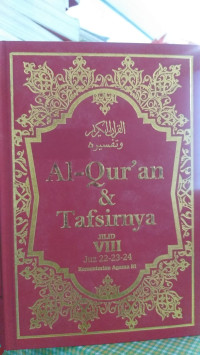 القرآن الكريم
وتفسيره
Al-Qur'an
&
Tafsirnya
JILID
VIII
Juz 22-23-24
Kementerian Agama RI